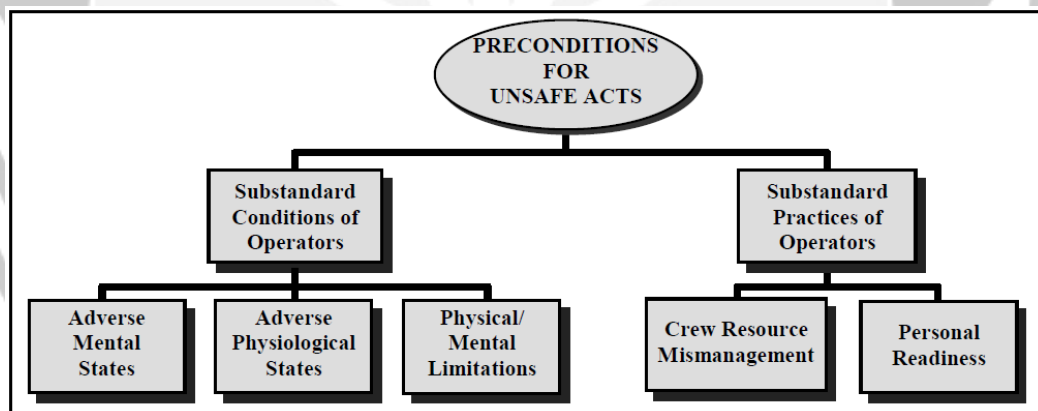 PRECONDITIONS
FOR
UNSAFE ACTS
Substandard
Conditions of
Operators
Substandard
Practices of
Operators
Adverse
Mental
States
Adverse
Physiological
States
Physical/
Mental
Limitations
Crew Resource
Mismanagement
Personal
Readiness